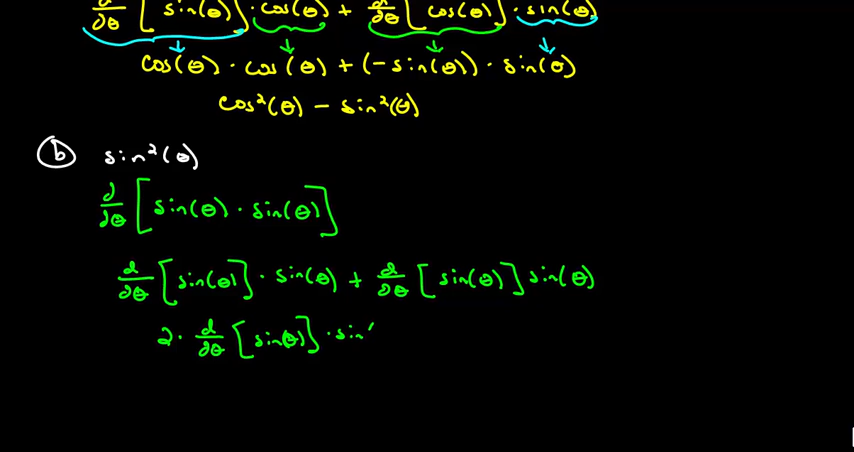 d/dθ [ sin(θ) ] · cos(θ) + d/dθ [ cos(θ) ] · sin(θ)
cos(θ) · cos(θ) + (-sin(θ)) · sin(θ)
cos²(θ) - sin²(θ)
b sin²(θ)
d/dθ [ sin(θ) · sin(θ) ]
d/dθ [ sin(θ) ] · sin(θ) + d/dθ [ sin(θ) ] sin(θ)
2 · d/dθ [ sin(θ) ] · sin